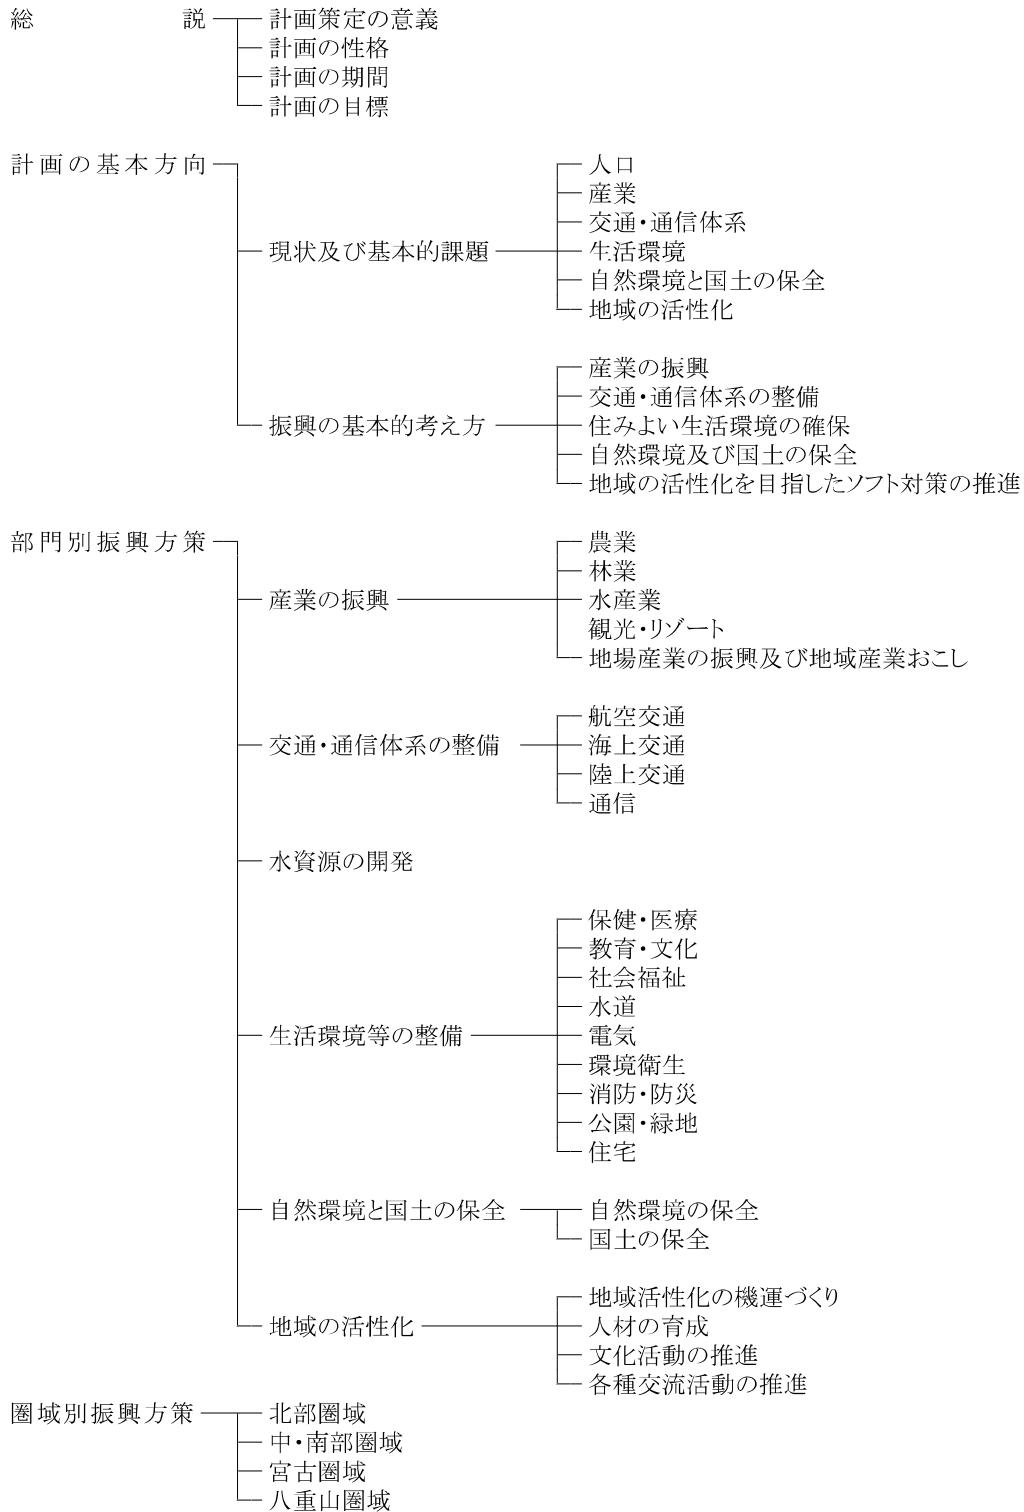 総説 計画策定の意義
計画の性格
計画の期間
計画の目標
計画の基本方向 人口
産業
交通・通信体系
現状及び基本的課題 生活環境
自然環境と国土の保全
地域の活性化
産業の振興
交通・通信体系の整備
振興の基本的考え方 住みよい生活環境の確保
自然環境及び国土の保全
地域の活性化を目指したソフト対策の推進
部門別振興方策 農業
林業
産業の振興 水産業
観光・リゾート
地場産業の振興及び地域産業おこし
航空交通
交通・通信体系の整備 海上交通
陸上交通
通信
水資源の開発
保健・医療
教育・文化
社会福祉
水道
生活環境等の整備 電気
環境衛生
消防・防災
公園・緑地
住宅
自然環境と国土の保全 自然環境の保全
国土の保全
地域活性化の機運づくり
地域の活性化 人材の育成
文化活動の推進
各種交流活動の推進
圏域別振興方策 北部圏域
中・南部圏域
宮古圏域
八重山圏域